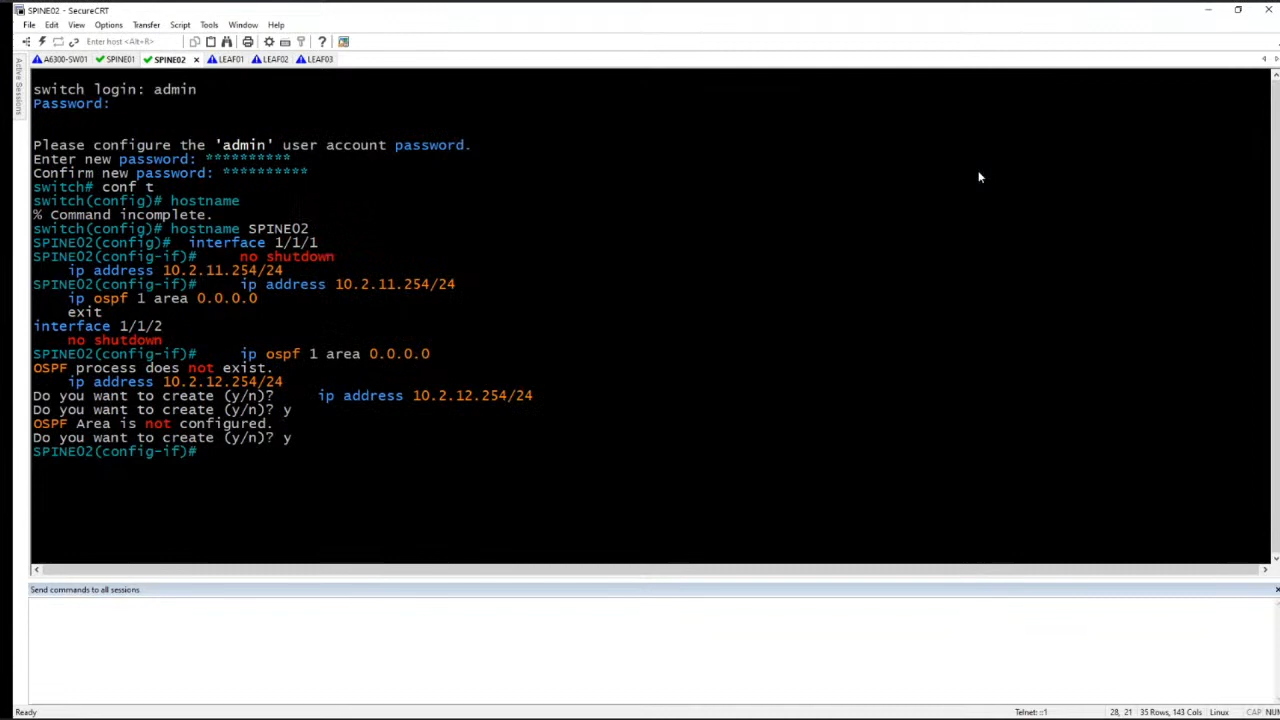 SPINE02 - SecureCRT
File Edit View Options Transfer Script Tools Window Help
Enter host <Alt+R>
A6300-SW01 SPINE01 SPINE02 × LEAF01 LEAF02 LEAF03
Active Sessions
switch login: admin
Password:
Please configure the 'admin' user account password.
Enter new password: **********
Confirm new password: **********
switch# conf t
switch(config)# hostname
% Command incomplete.
switch(config)# hostname SPINE02
SPINE02(config)#  interface 1/1/1
SPINE02(config-if)#     no shutdown
    ip address 10.2.11.254/24
SPINE02(config-if)#     ip address 10.2.11.254/24
    ip ospf 1 area 0.0.0.0
    exit
interface 1/1/2
    no shutdown
SPINE02(config-if)#     ip ospf 1 area 0.0.0.0
OSPF process does not exist.
    ip address 10.2.12.254/24
Do you want to create (y/n)?     ip address 10.2.12.254/24
Do you want to create (y/n)? y
OSPF Area is not configured.
Do you want to create (y/n)? y
SPINE02(config-if)#
Send commands to all sessions
Ready Telnet: ::1 28, 21 35 Rows, 143 Cols Linux CAP NUM